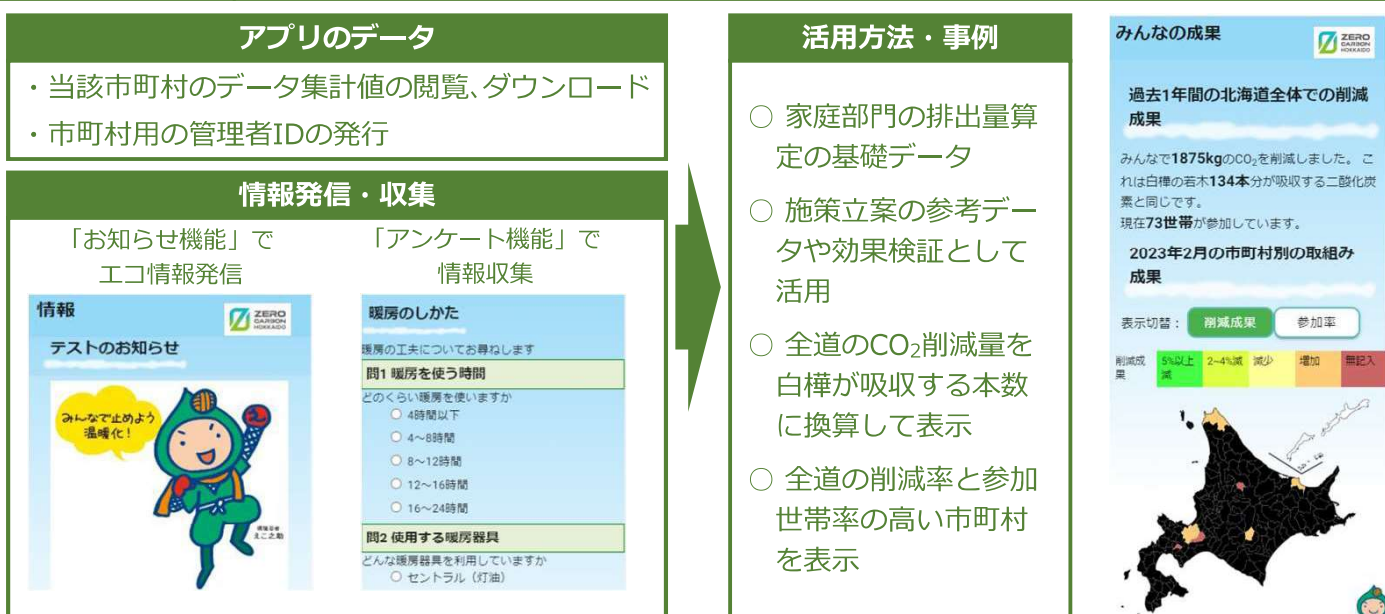 アプリのデータ
・当該市町村のデータ集計値の閲覧、ダウンロード
・市町村用の管理者IDの発行
情報発信・収集
「お知らせ機能」で
エコ情報発信
情報
ZERO
CARBON
HOKKAIDO
テストのお知らせ
みんなで止めよう
温暖化!
環境忍者
えこ之助
「アンケート機能」で
情報収集
暖房のしかた
暖房の工夫についてお尋ねします
問1 暖房を使う時間
どのくらい暖房を使いますか
4時間以下
4〜8時間
8〜12時間
12〜16時間
16〜24時間
問2 使用する暖房器具
どんな暖房器具を利用していますか
セントラル（灯油）
活用方法・事例
○ 家庭部門の排出量算
定の基礎データ
○ 施策立案の参考デー
タや効果検証として
活用
○ 全道のCO₂削減量を
白樺が吸収する本数
に換算して表示
○ 全道の削減率と参加
世帯率の高い市町村
を表示
みんなの成果
ZERO
CARBON
HOKKAIDO
過去1年間の北海道全体での削減
成果
みんなで1875kgのCO₂を削減しました。こ
れは白樺の若木134本分が吸収する二酸化炭
素と同じです。
現在73世帯が参加しています。
2023年2月の市町村別の取組み
成果
表示切替： 削減成果 参加率
削減成
果
5%以上
減
2~4%減
減少
増加
無記入